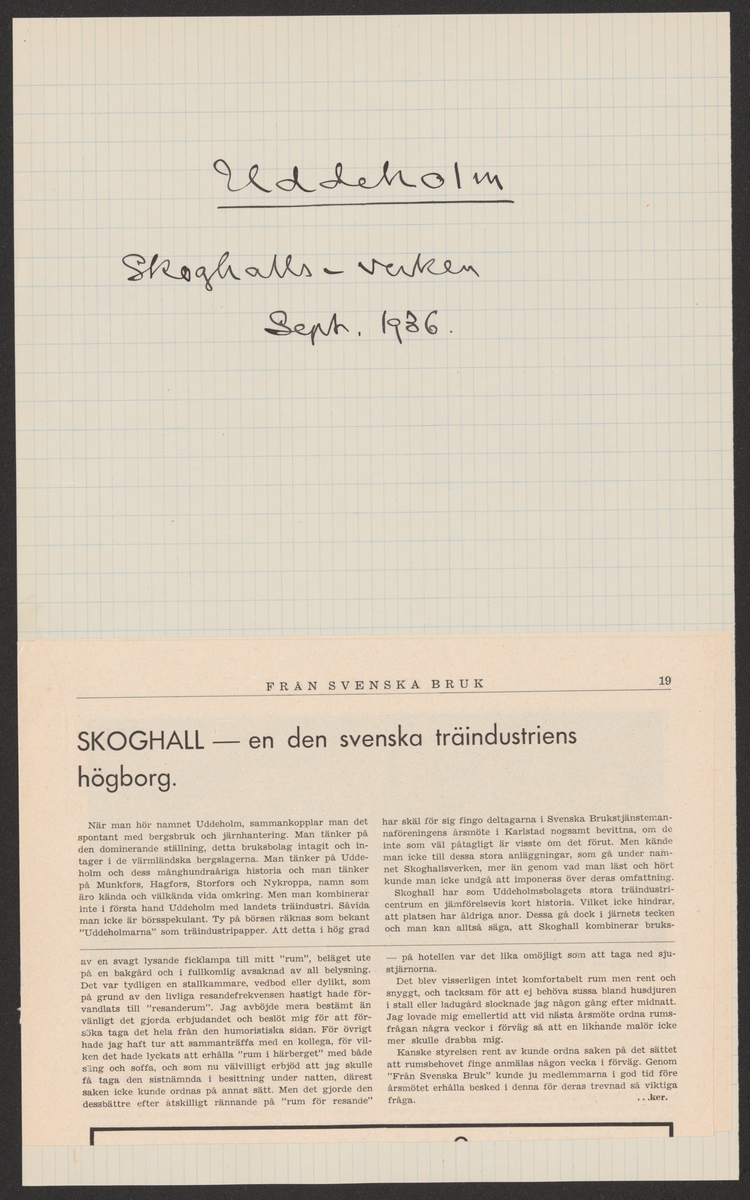 Uddeholm
Skoghalls-verken
Sept. 1936.
FRÅN SVENSKA BRUK
19
SKOGHALL — en den svenska träindustriens
högborg.
När man hör namnet Uddeholm, sammankopplar man det
spontant med bergsbruk och järnhantering. Man tänker på
den dominerande ställning, detta bruksbolag intagit och in-
tager i de värmländska bergslagerna. Man tänker på Udde-
holm och dess månghundraåriga historia och man tänker
på Munkfors, Hagfors, Storfors och Nykroppa, namn som
äro kända och välkända vida omkring. Men man kombinerar
inte i första hand Uddeholm med landets träindustri. Såvida
man icke är börsspekulant. Ty på börsen räknas som bekant
"Uddeholmarna" som träindustripapper. Att detta i hög grad
har skäl för sig fingo deltagarna i Svenska Brukstjänsteman-
naföreningens årsmöte i Karlstad nogsamt bevittna, om de
inte som väl påtagligt är visste om det förut. Men kände
man icke till dessa stora anläggningar, som gå under nam-
net Skoghallsverken, mer än genom vad man läst och hört
kunde man icke undgå att imponeras över deras omfattning.
Skoghall har som Uddeholmsbolagets stora träindustri-
centrum en jämförelsevis kort historia. Vilket icke hindrar,
att platsen har åldriga anor. Dessa gå dock i järnets tecken
och man kan alltså säga, att Skoghall kombinerar bruks-
av en svagt lysande ficklampa till mitt "rum", beläget ute
på en bakgård och i fullkomlig avsaknad av all belysning.
Det var tydligen en stallkammare, vedbod eller dylikt, som
på grund av den livliga resandefrekvensen hastigt hade för-
vandlats till "resanderum". Jag avböjde mera bestämt än
vänligt det gjorda erbjudandet och beslöt mig för att för-
söka taga det hela från den humoristiska sidan. För övrigt
hade jag haft tur att sammanträffa med en kollega, för vil-
ken det hade lyckats att erhålla "rum i härberget" med både
säng och soffa, och som nu välvilligt erbjöd att jag skulle
få taga den sistnämnda i besittning under natten, därest
saken icke kunde ordnas på annat sätt. Men det gjorde den
dessbättre efter åtskilligt rännande på "rum för resande"
— på hotellen var det lika omöjligt som att taga ned sju-
stjärnorna.
Det blev visserligen intet komfortabelt rum men rent och
snyggt, och tacksam för att ej behöva sussa bland husdjuren
i stall eller ladugård slocknade jag någon gång efter midnatt.
Jag lovade mig emellertid att vid nästa årsmöte ordna rums-
frågan några veckor i förväg så att en liknande malör icke
mer skulle drabba mig.
Kanske styrelsen rent av kunde ordna saken på det sättet
att rumsbehovet finge anmälas någon vecka i förväg. Genom
"Från Svenska Bruk" kunde ju medlemmarna i god tid före
årsmötet erhålla besked i denna för deras trevnad så viktiga
fråga.
...ker.